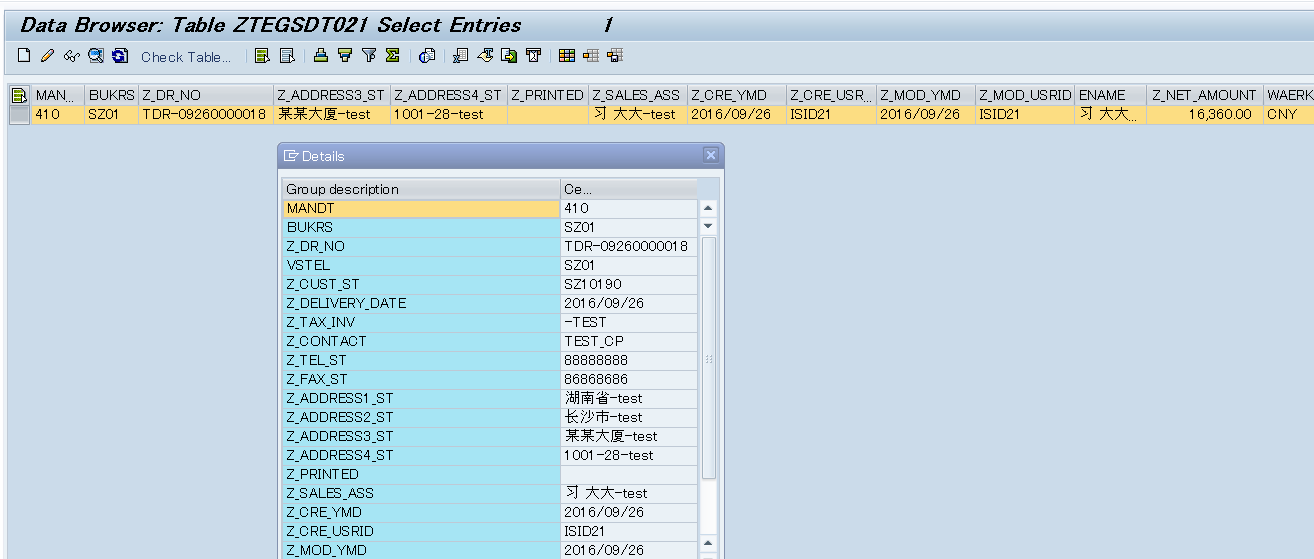 Data Browser: Table ZTEGSDT021 Select Entries 1
Check Table...
MAN... BUKRS Z_DR_NO Z_ADDRESS3_ST Z_ADDRESS4_ST Z_PRINTED Z_SALES_ASS Z_CRE_YMD Z_CRE_USR... Z_MOD_YMD Z_MOD_USRID ENAME Z_NET_AMOUNT WAERK
410 SZ01 TDR-09260000018 某某大厦-test 1001-28-test 习 大大-test 2016/09/26 ISID21 2016/09/26 ISID21 习 大大... 16,360.00 CNY
Details
Group description Ce...
MANDT 410
BUKRS SZ01
Z_DR_NO TDR-09260000018
VSTEL SZ01
Z_CUST_ST SZ10190
Z_DELIVERY_DATE 2016/09/26
Z_TAX_INV -TEST
Z_CONTACT TEST_CP
Z_TEL_ST 88888888
Z_FAX_ST 86868686
Z_ADDRESS1_ST 湖南省-test
Z_ADDRESS2_ST 长沙市-test
Z_ADDRESS3_ST 某某大厦-test
Z_ADDRESS4_ST 1001-28-test
Z_PRINTED
Z_SALES_ASS 习 大大-test
Z_CRE_YMD 2016/09/26
Z_CRE_USRID ISID21
Z_MOD_YMD 2016/09/26